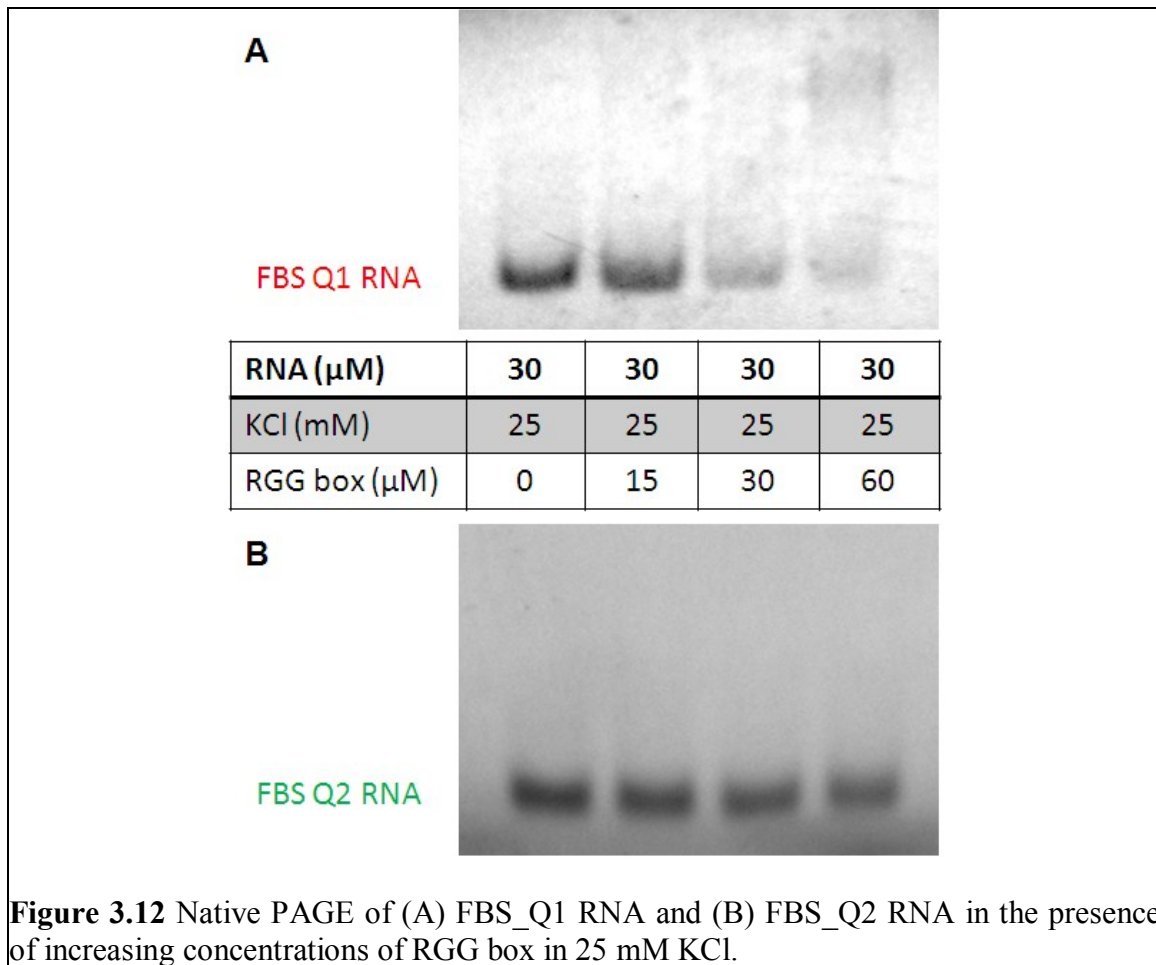 A
FBS Q1 RNA
RNA (µM) 30 30 30 30
KCl (mM) 25 25 25 25
RGG box (µM) 0 15 30 60
B
FBS Q2 RNA
Figure 3.12 Native PAGE of (A) FBS_Q1 RNA and (B) FBS_Q2 RNA in the presence
of increasing concentrations of RGG box in 25 mM KCl.